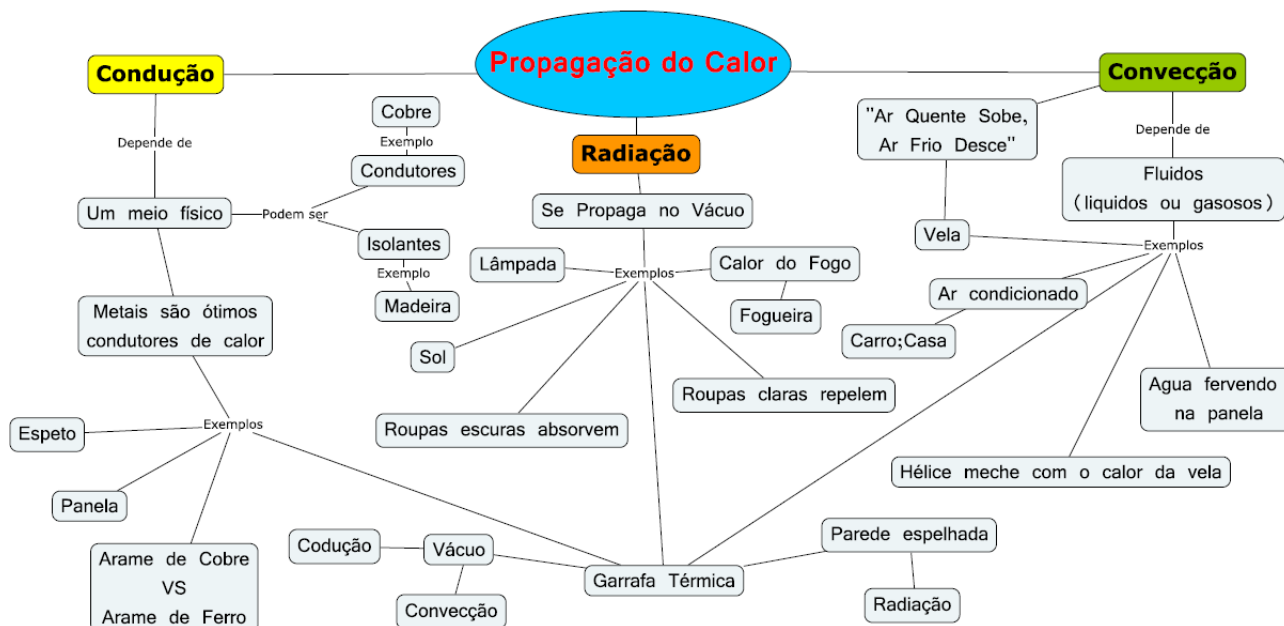 Propagação do Calor
Condução
Depende de
Um meio físico
Podem ser
Cobre
Exemplo
Condutores
Isolantes
Exemplo
Madeira
Metais são ótimos
condutores de calor
Exemplos
Espeto
Panela
Arame de Cobre
VS
Arame de Ferro
Radiação
Se Propaga no Vácuo
Exemplos
Lâmpada
Calor do Fogo
Fogueira
Sol
Roupas claras repelem
Roupas escuras absorvem
Convecção
"Ar Quente Sobe,
Ar Frio Desce"
Depende de
Fluidos
(liquidos ou gasosos)
Vela
Exemplos
Ar condicionado
Carro;Casa
Agua fervendo
na panela
Hélice meche com o calor da vela
Garrafa Térmica
Vácuo
Codução
Convecção
Parede espelhada
Radiação